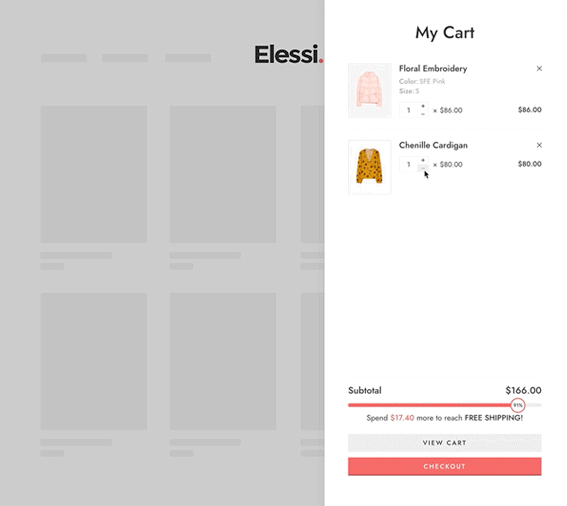 Elessi.
My Cart
Floral Embroidery ×
Color: SFE Pink
Size: S
1 + − × $86.00 $86.00
Chenille Cardigan ×
1 + − × $80.00 $80.00
Subtotal $166.00
91%
Spend $17.40 more to reach FREE SHIPPING!
VIEW CART
CHECKOUT